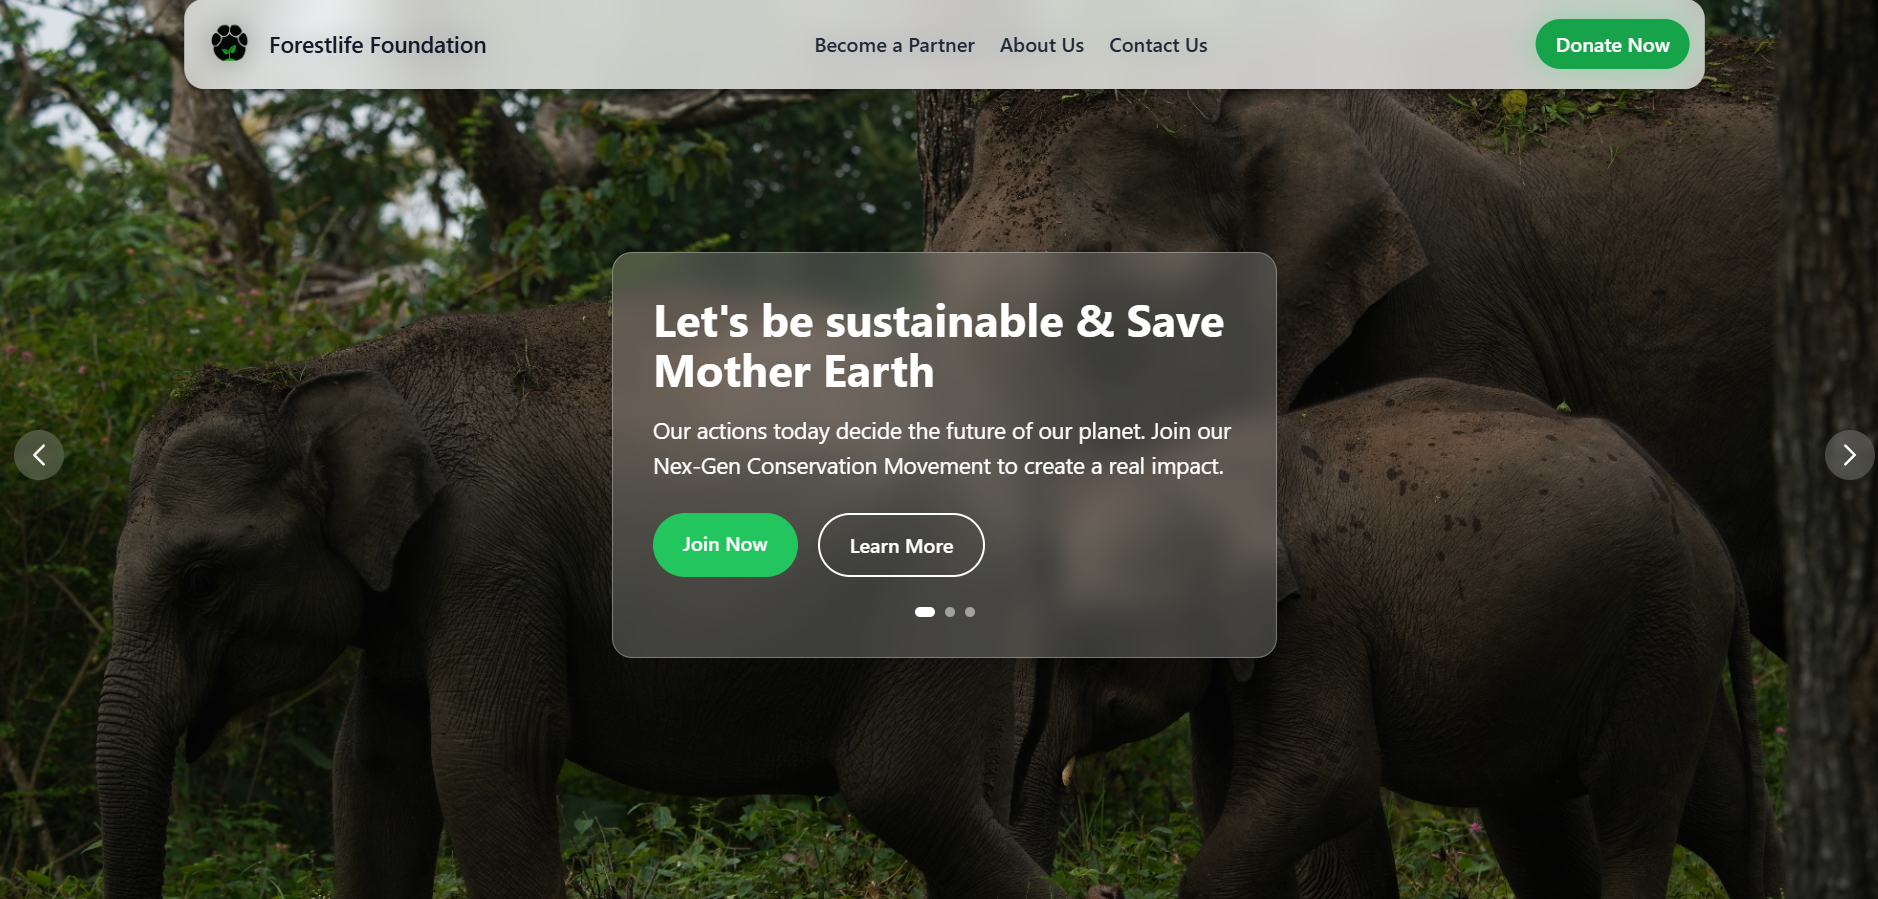 Forestlife Foundation
Become a Partner
About Us
Contact Us
Donate Now
Let's be sustainable & Save
Mother Earth
Our actions today decide the future of our planet. Join our
Nex-Gen Conservation Movement to create a real impact.
Join Now
Learn More